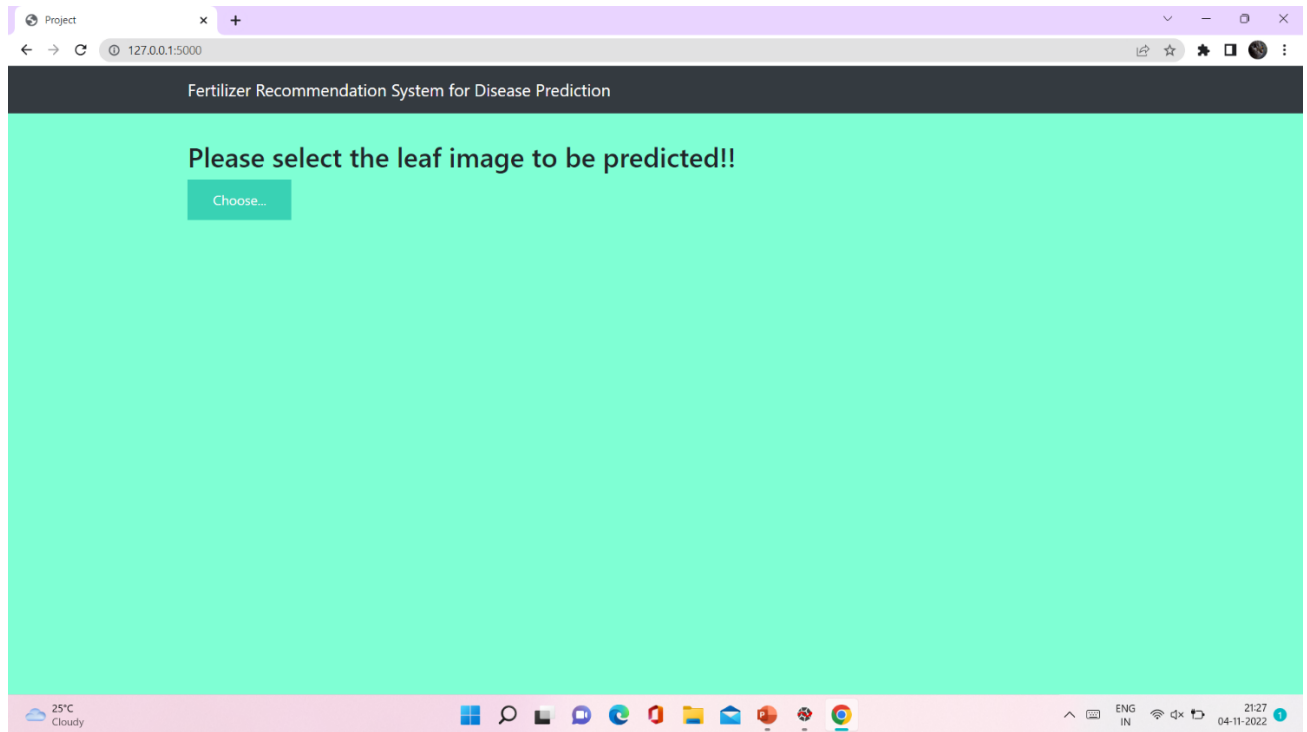 Project
127.0.0.1:5000
Fertilizer Recommendation System for Disease Prediction
Please select the leaf image to be predicted!!
Choose...
25°C
Cloudy
ENG
IN
21:27
04-11-2022
1